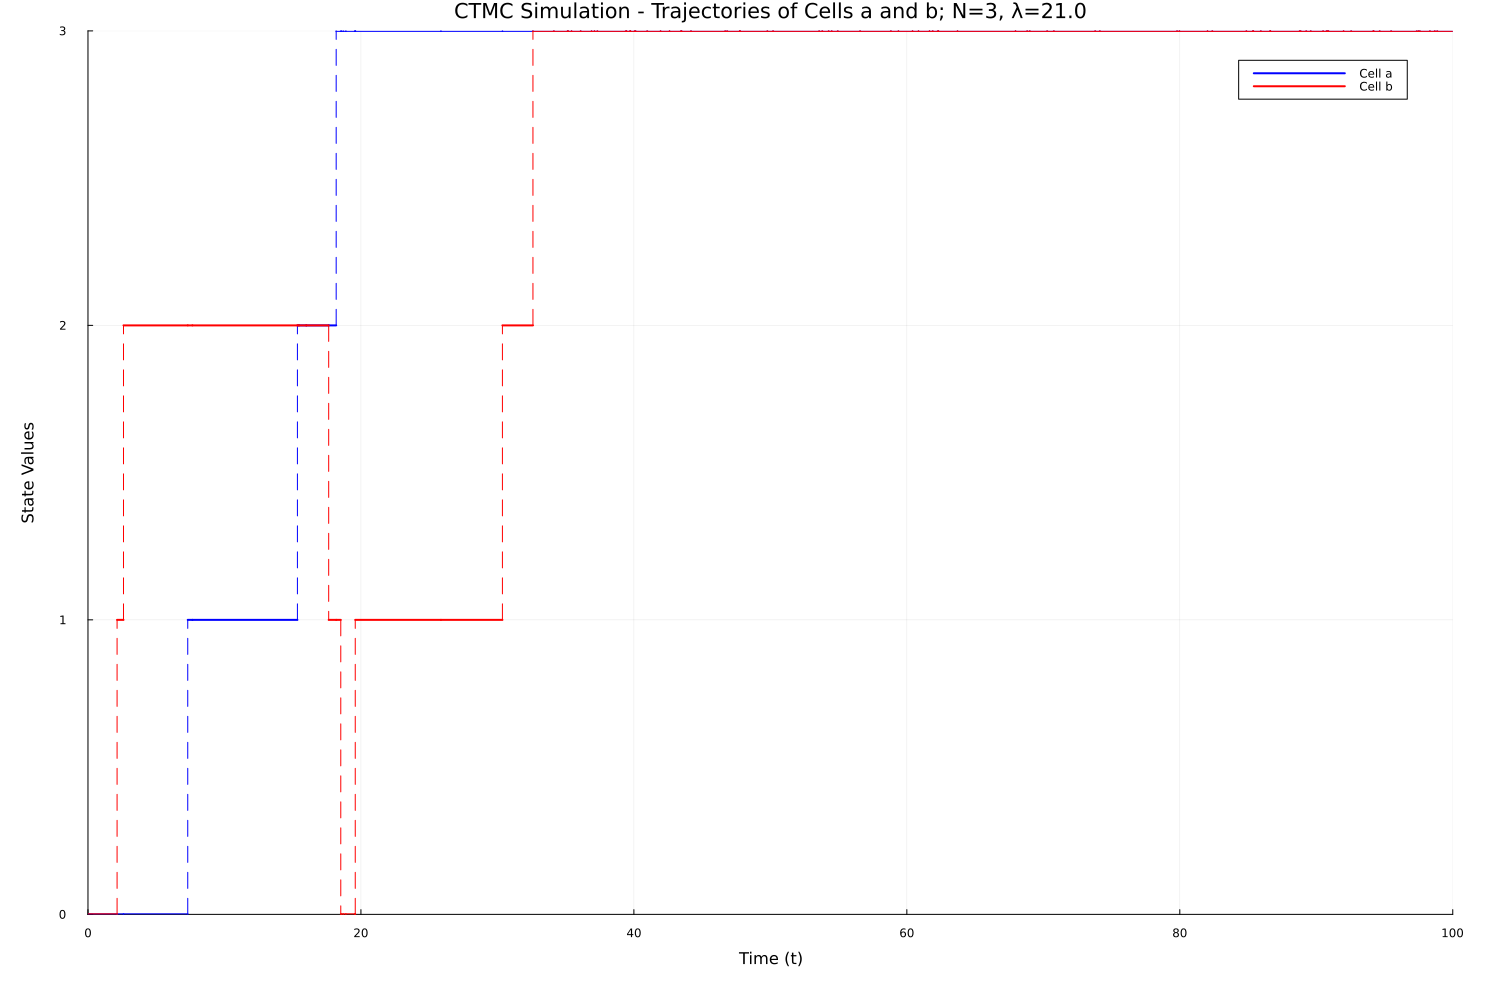 CTMC Simulation - Trajectories of Cells a and b; N=3, λ=21.0
3
Cell a
Cell b
2
State Values
1
0
0 20 40 60 80 100
Time (t)